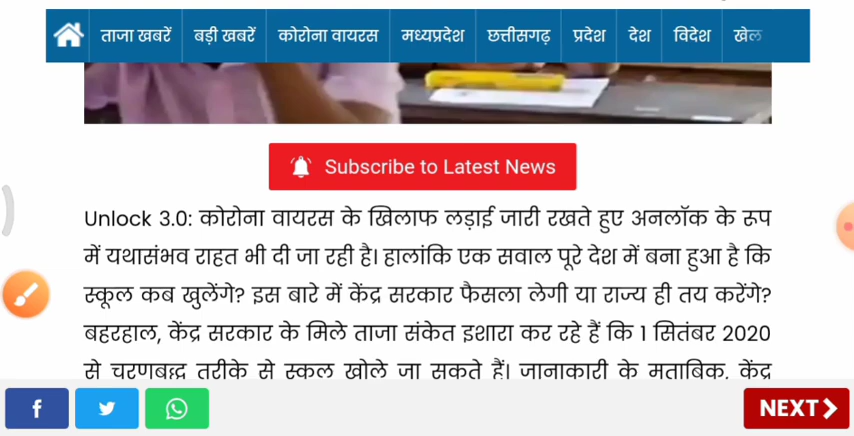 ताजा खबरें बड़ी खबरें कोरोना वायरस मध्यप्रदेश छत्तीसगढ़ प्रदेश देश विदेश खेल
Subscribe to Latest News
Unlock 3.0: कोरोना वायरस के खिलाफ लड़ाई जारी रखते हुए अनलॉक के रूप
में यथासंभव राहत भी दी जा रही है। हालांकि एक सवाल पूरे देश में बना हुआ है कि
स्कूल कब खुलेंगे? इस बारे में केंद्र सरकार फैसला लेगी या राज्य ही तय करेंगे?
बहरहाल, केंद्र सरकार के मिले ताजा संकेत इशारा कर रहे हैं कि 1 सितंबर 2020
से चरणबद्ध तरीके से स्कूल खोले जा सकते हैं। जानाकारी के मुताबिक, केंद्र
NEXT